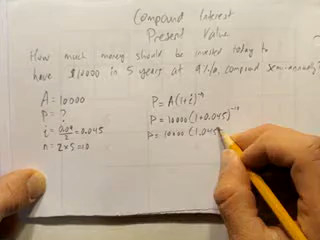 Compound Interest
Present Value
How much money should be invested today to
have $10000 in 5 years at 9%, compound semi-annually?
A = 10000
P = ?
i = 0.09/2 = 0.045
n = 2 × 5 = 10
P = A(1+i)⁻ⁿ
P = 10000(1+0.045)⁻¹⁰
P = 10000(1.045